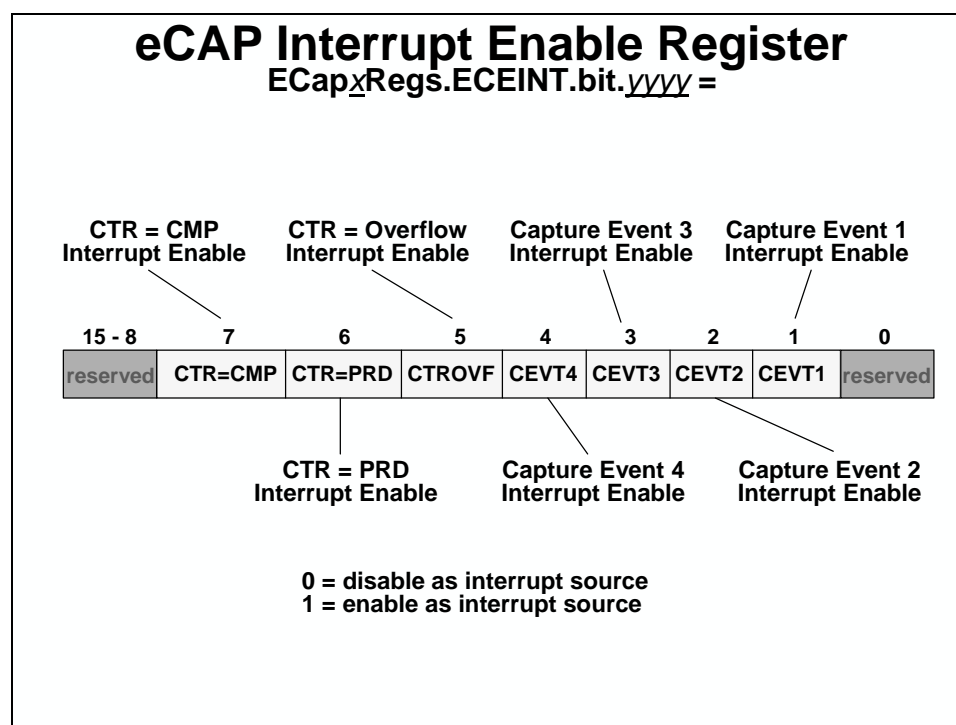 eCAP Interrupt Enable Register
ECapxRegs.ECEINT.bit.yyyy =
CTR = CMP
Interrupt Enable
CTR = Overflow
Interrupt Enable
Capture Event 3
Interrupt Enable
Capture Event 1
Interrupt Enable
15 - 8 7 6 5 4 3 2 1 0
reserved CTR=CMP CTR=PRD CTROVF CEVT4 CEVT3 CEVT2 CEVT1 reserved
CTR = PRD
Interrupt Enable
Capture Event 4
Interrupt Enable
Capture Event 2
Interrupt Enable
0 = disable as interrupt source
1 = enable as interrupt source